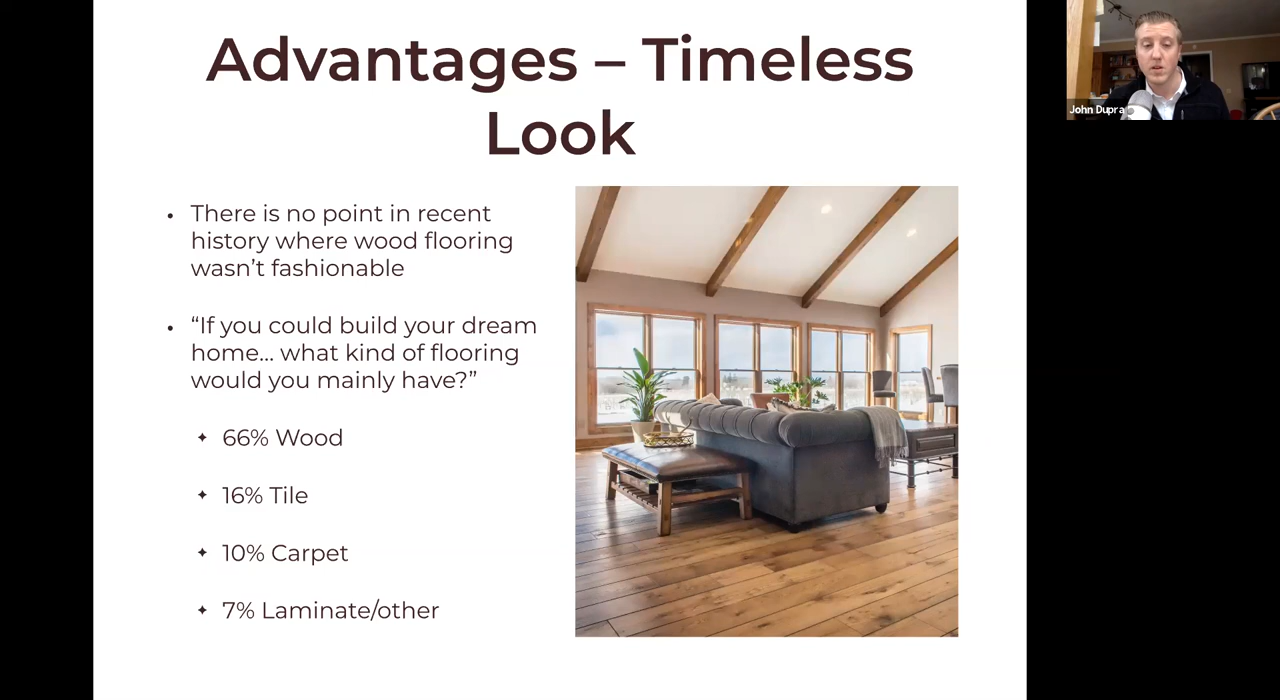 Advantages – Timeless
Look
• There is no point in recent
history where wood flooring
wasn’t fashionable
• “If you could build your dream
home... what kind of flooring
would you mainly have?”
✦ 66% Wood
✦ 16% Tile
✦ 10% Carpet
✦ 7% Laminate/other
John